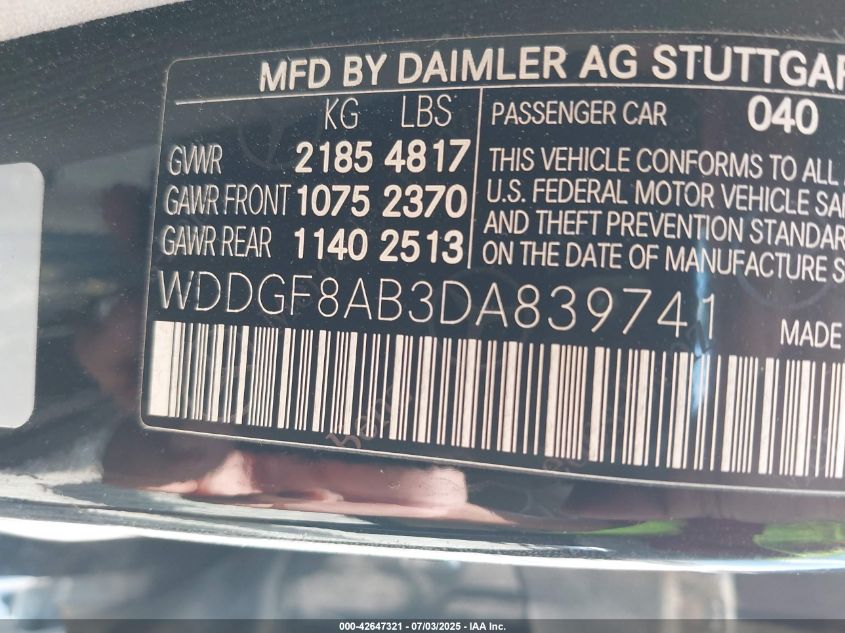 MFD BY DAIMLER AG STUTTGAR
KG LBS
GVWR 2185 4817
GAWR FRONT 1075 2370
GAWR REAR 1140 2513
PASSENGER CAR 040
THIS VEHICLE CONFORMS TO ALL
U.S. FEDERAL MOTOR VEHICLE SA
AND THEFT PREVENTION STANDAR
ON THE DATE OF MANUFACTURE S
WDDGF8AB3DA839741
MADE
000-42647321 | 07/03/2025 - IAA Inc.